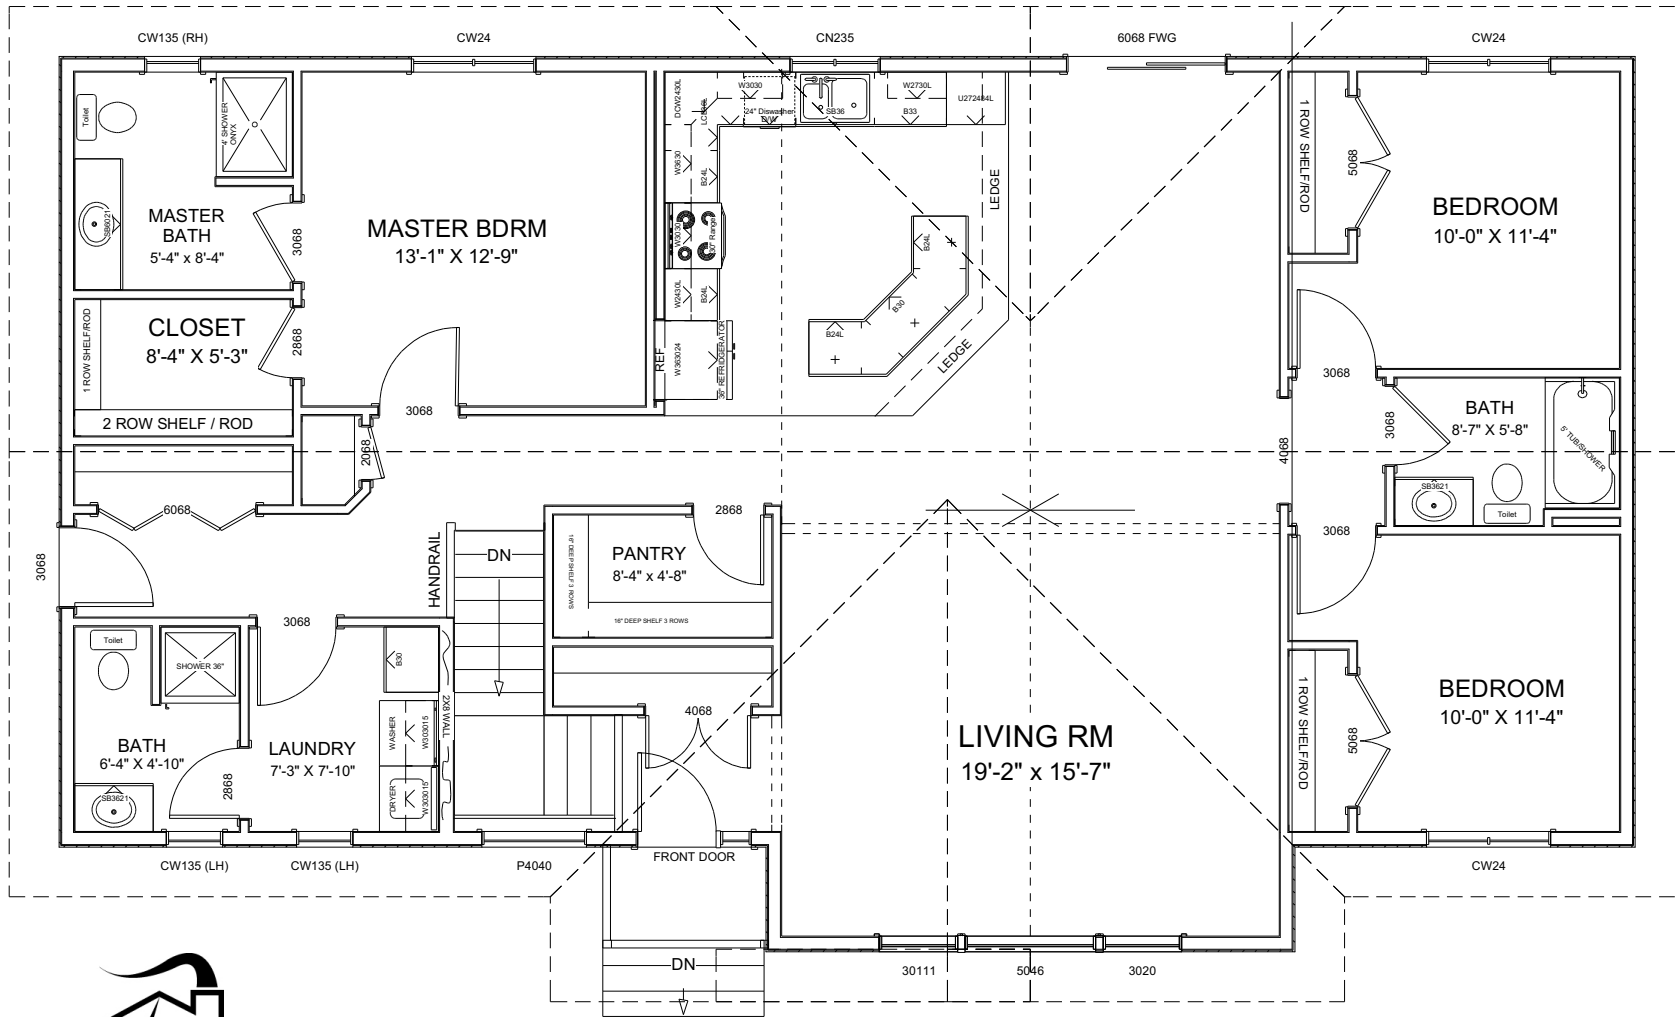 CW135 (RH)
CW24
CN235
6068 FWG
CW24
Toilet
4' SHOWER
ONYX
SB6021
MASTER
BATH
5'-4" x 8'-4"
3068
MASTER BDRM
13'-1" X 12'-9"
DCW2430L
W3030
24" Diswasher
D/W
SB36
W2730L
B33
U272484L
W3630
B24L
W3030
30" Range
W2430L
B24L
REF
W363024
36" REFRIDGERATOR
B24L
B30
B24L
LEDGE
LEDGE
1 ROW SHELF/ROD
5068
BEDROOM
10'-0" X 11'-4"
1 ROW SHELF/ROD
CLOSET
8'-4" X 5'-3"
2868
2 ROW SHELF / ROD
3068
2068
6068
3068
3068
4068
BATH
8'-7" X 5'-8"
5' TUB/SHOWER
SB3621
Toilet
3068
3068
HANDRAIL
DN
PANTRY
8'-4" x 4'-8"
2868
16" DEEP SHELF 3 ROWS
16" DEEP SHELF 3 ROWS
3068
Toilet
SHOWER 36"
B30
2X8 WALL
WASHER
W303015
DRYER
W303015
BATH
6'-4" X 4'-10"
SB3621
2868
LAUNDRY
7'-3" X 7'-10"
4068
LIVING RM
19'-2" x 15'-7"
1 ROW SHELF/ROD
5068
BEDROOM
10'-0" X 11'-4"
CW135 (LH)
CW135 (LH)
P4040
FRONT DOOR
CW24
DN
30111
5046
3020